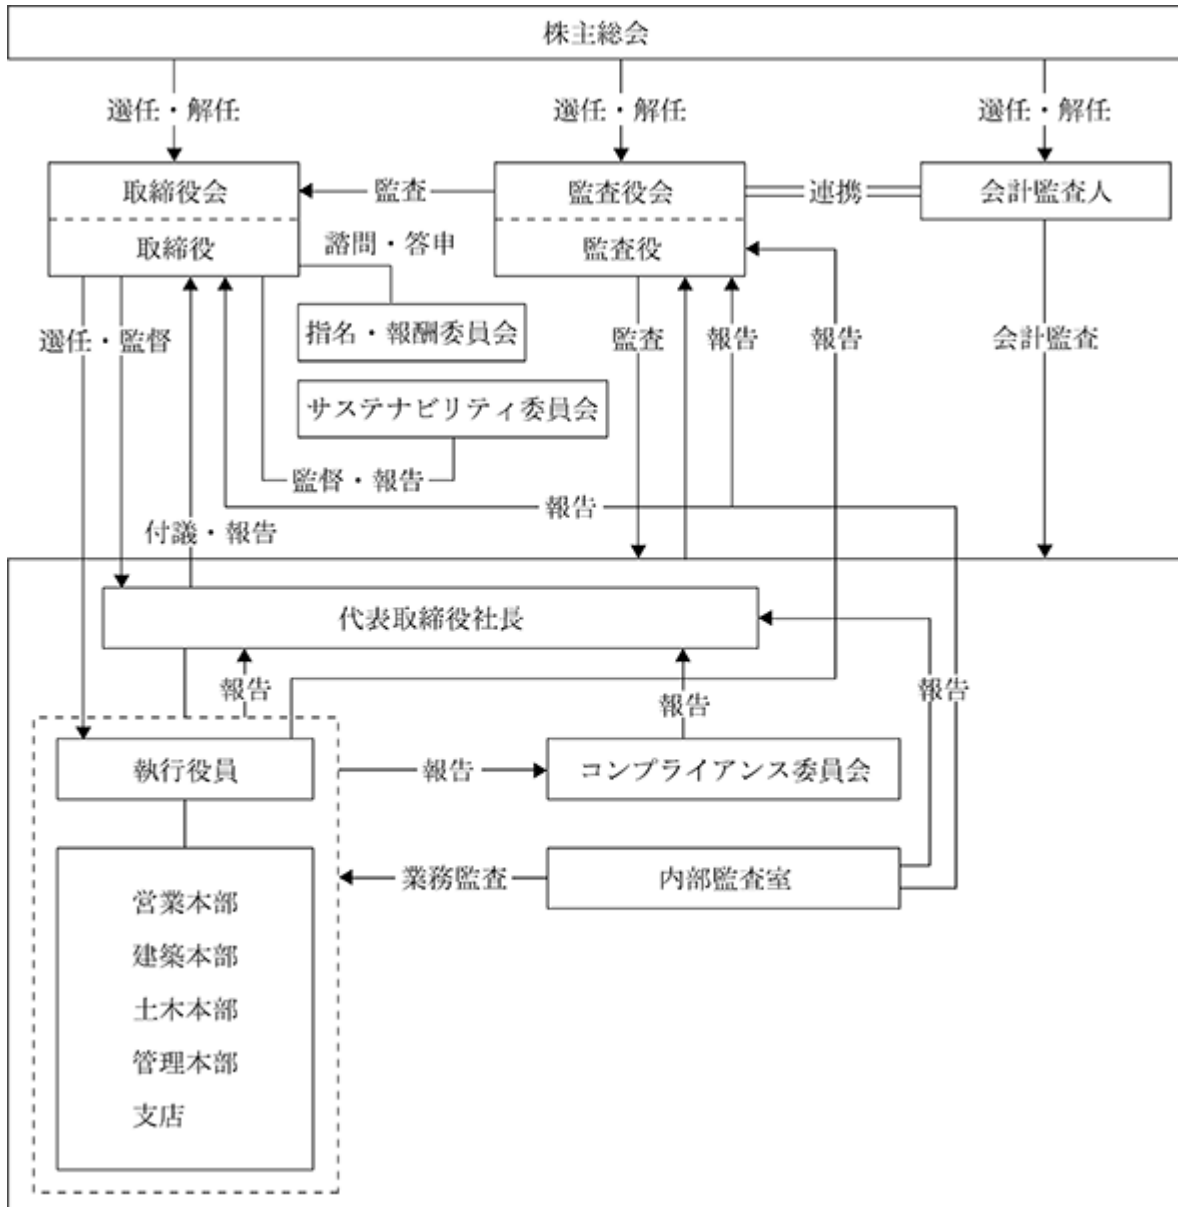 株主総会
選任・解任
選任・解任
選任・解任
取締役会
監査
監査役会
連携
会計監査人
取締役
諮問・答申
監査役
指名・報酬委員会
選任・監督
監査
報告
報告
会計監査
サステナビリティ委員会
監督・報告
報告
付議・報告
代表取締役社長
報告
報告
報告
執行役員
報告
コンプライアンス委員会
業務監査
内部監査室
営業本部
建築本部
土木本部
管理本部
支店